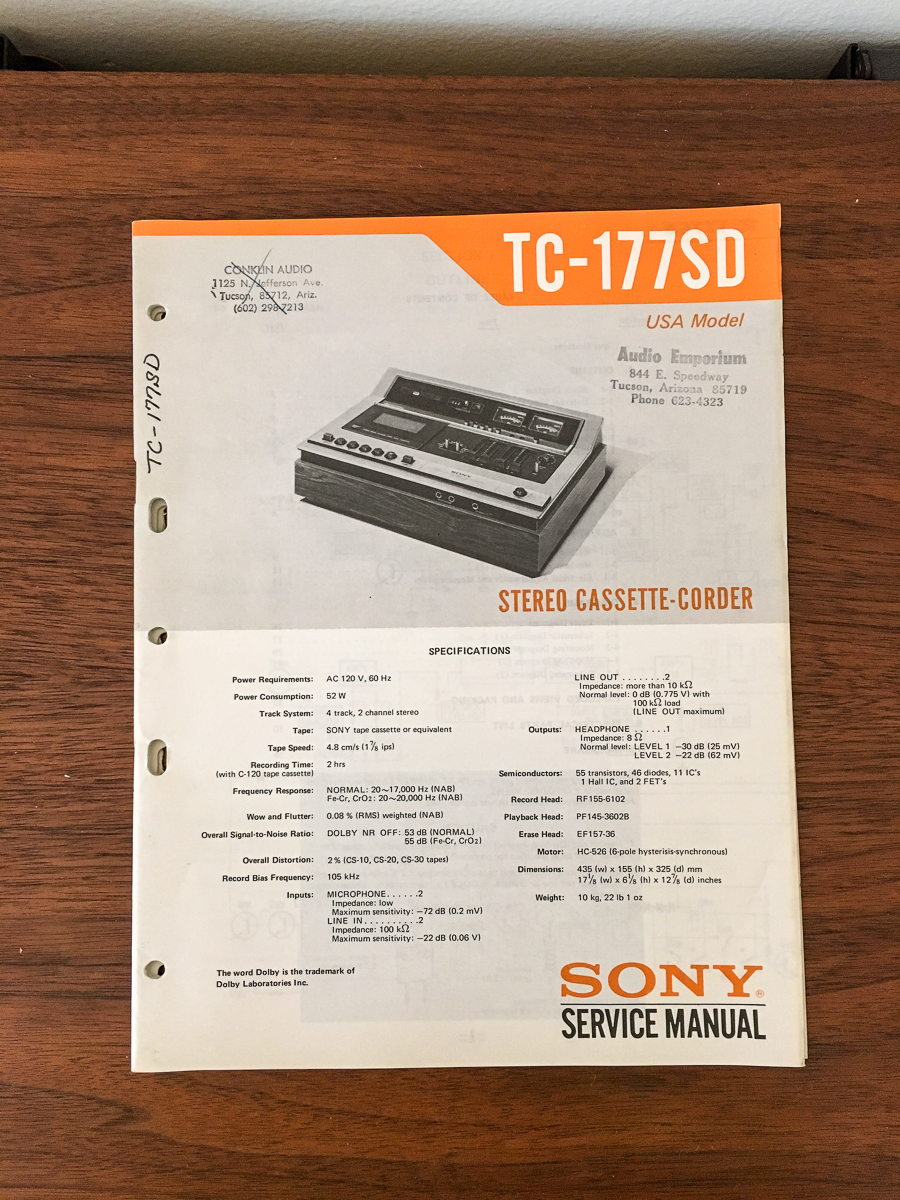 TC-177SD
USA Model
CONKLIN AUDIO
1125 N. Jefferson Ave.
Tucson, 85712, Ariz.
(602) 298-7213
Audio Emporium
844 E. Speedway
Tucson, Arizona 85719
Phone 623-4323
TC-177SD
SONY
STEREO CASSETTE-CORDER
SPECIFICATIONS
Power Requirements: AC 120 V, 60 Hz
Power Consumption: 52 W
Track System: 4 track, 2 channel stereo
Tape: SONY tape cassette or equivalent
Tape Speed: 4.8 cm/s (1⅞ ips)
Recording Time: 2 hrs
(with C-120 tape cassette)
Frequency Response: NORMAL: 20~17,000 Hz (NAB)
Fe-Cr, CrO₂: 20~20,000 Hz (NAB)
Wow and Flutter: 0.08 % (RMS) weighted (NAB)
Overall Signal-to-Noise Ratio: DOLBY NR OFF: 53 dB (NORMAL)
55 dB (Fe-Cr, CrO₂)
Overall Distortion: 2 % (CS-10, CS-20, CS-30 tapes)
Record Bias Frequency: 105 kHz
Inputs: MICROPHONE......2
Impedance: low
Maximum sensitivity: −72 dB (0.2 mV)
LINE IN..........2
Impedance: 100 kΩ
Maximum sensitivity: −22 dB (0.06 V)
LINE OUT ........2
Impedance: more than 10 kΩ
Normal level: 0 dB (0.775 V) with
100 kΩ load
(LINE OUT maximum)
Outputs: HEADPHONE ......1
Impedance: 8 Ω
Normal level: LEVEL 1 −30 dB (25 mV)
LEVEL 2 −22 dB (62 mV)
Semiconductors: 55 transistors, 46 diodes, 11 IC's
1 Hall IC, and 2 FET's
Record Head: RF155-6102
Playback Head: PF145-3602B
Erase Head: EF157-36
Motor: HC-526 (6-pole hysterisis-synchronous)
Dimensions: 435 (w) x 155 (h) x 325 (d) mm
17⅛ (w) x 6⅛ (h) x 12⅞ (d) inches
Weight: 10 kg, 22 lb 1 oz
The word Dolby is the trademark of
Dolby Laboratories Inc.
SONY®
SERVICE MANUAL